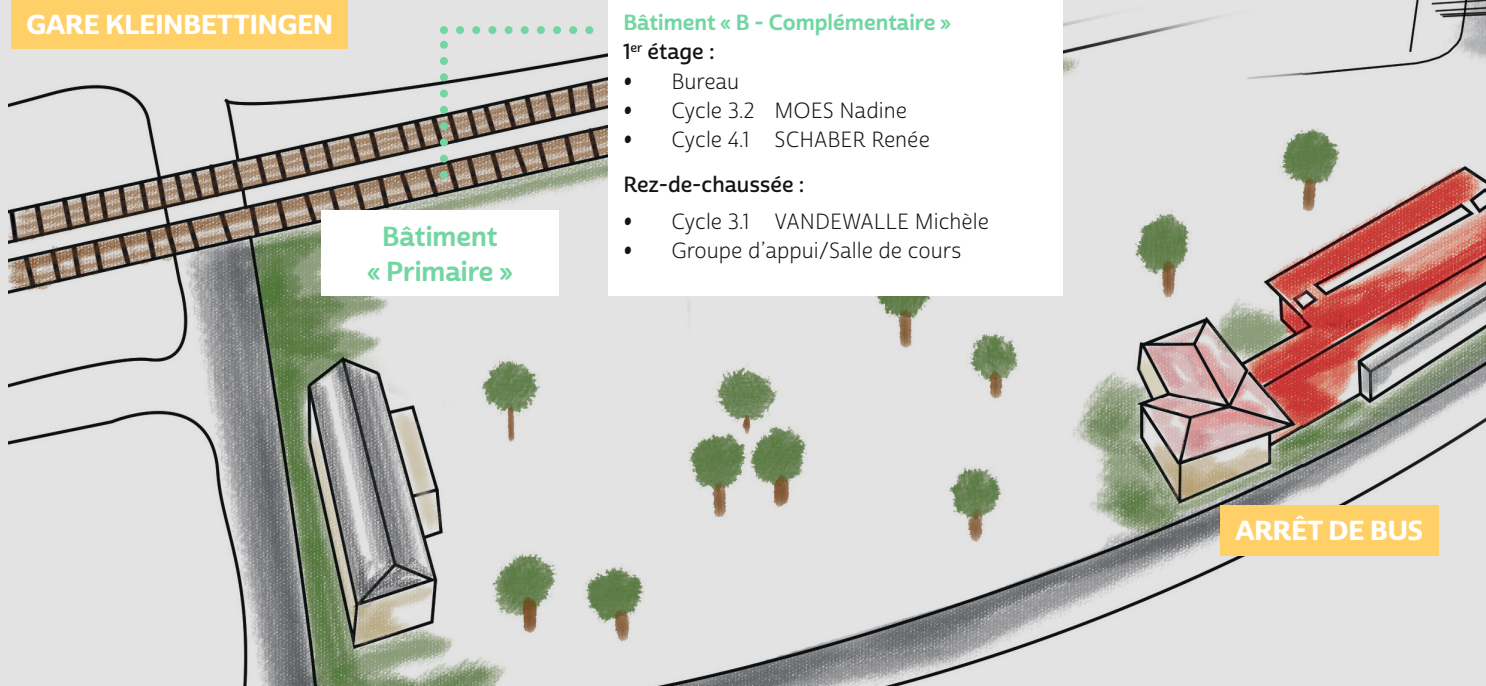 GARE KLEINBETTINGEN
Bâtiment « B - Complémentaire »
1er étage :
• Bureau
• Cycle 3.2 MOES Nadine
• Cycle 4.1 SCHABER Renée
Rez-de-chaussée :
• Cycle 3.1 VANDEWALLE Michèle
• Groupe d’appui/Salle de cours
Bâtiment
« Primaire »
ARRÊT DE BUS